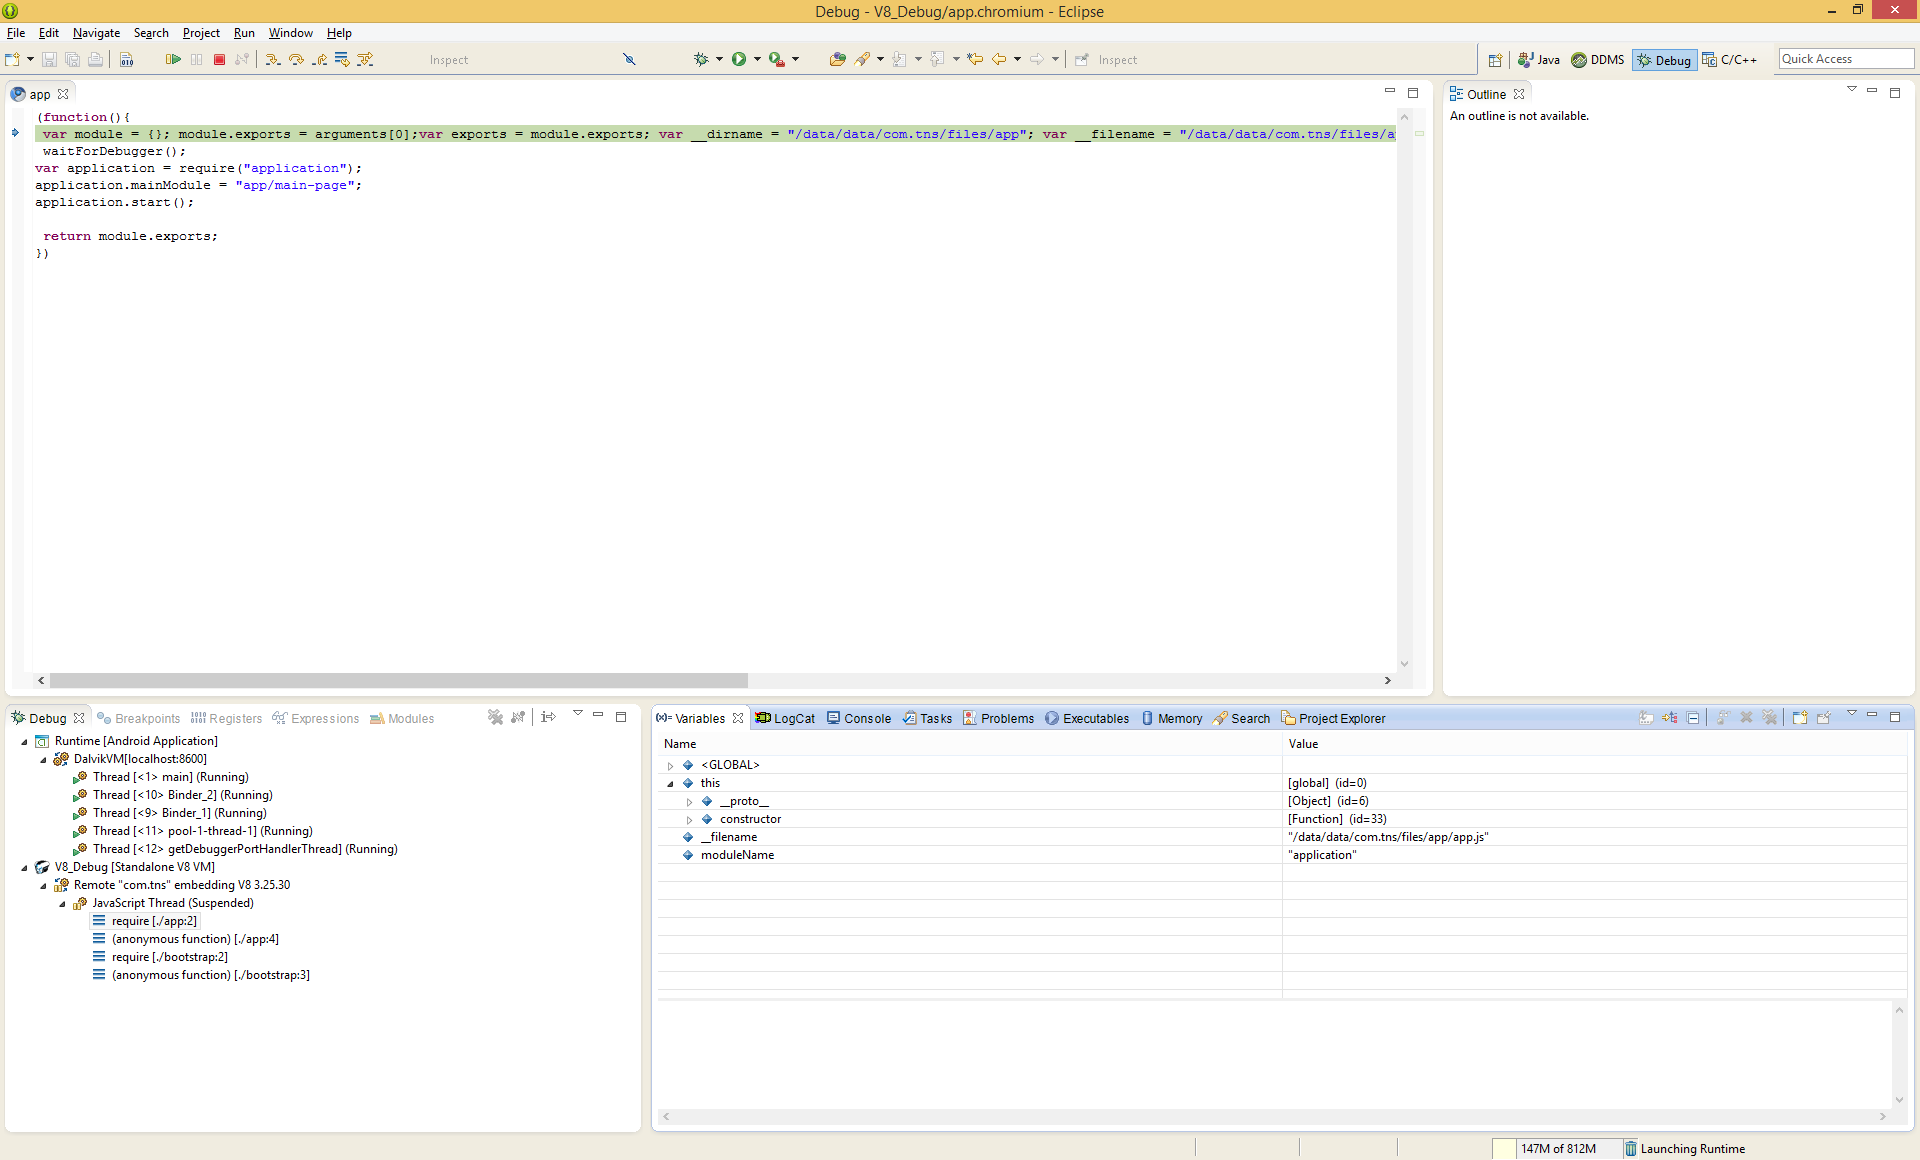 Debug - V8_Debug/app.chromium - Eclipse
File Edit Navigate Search Project Run Window Help
Inspect Inspect Java DDMS Debug C/C++ Quick Access
app
(function(){
var module = {}; module.exports = arguments[0];var exports = module.exports; var __dirname = "/data/data/com.tns/files/app"; var __filename = "/data/data/com.tns/files/a
waitForDebugger();
var application = require("application");
application.mainModule = "app/main-page";
application.start();
return module.exports;
})
Outline
An outline is not available.
Debug Breakpoints Registers Expressions Modules
Runtime [Android Application]
DalvikVM[localhost:8600]
Thread [<1> main] (Running)
Thread [<10> Binder_2] (Running)
Thread [<9> Binder_1] (Running)
Thread [<11> pool-1-thread-1] (Running)
Thread [<12> getDebuggerPortHandlerThread] (Running)
V8_Debug [Standalone V8 VM]
Remote "com.tns" embedding V8 3.25.30
JavaScript Thread (Suspended)
require [./app:2]
(anonymous function) [./app:4]
require [./bootstrap:2]
(anonymous function) [./bootstrap:3]
(x)= Variables LogCat Console Tasks Problems Executables Memory Search Project Explorer
Name Value
<GLOBAL>
this [global] (id=0)
__proto__ [Object] (id=6)
constructor [Function] (id=33)
__filename "/data/data/com.tns/files/app/app.js"
moduleName "application"
147M of 812M Launching Runtime